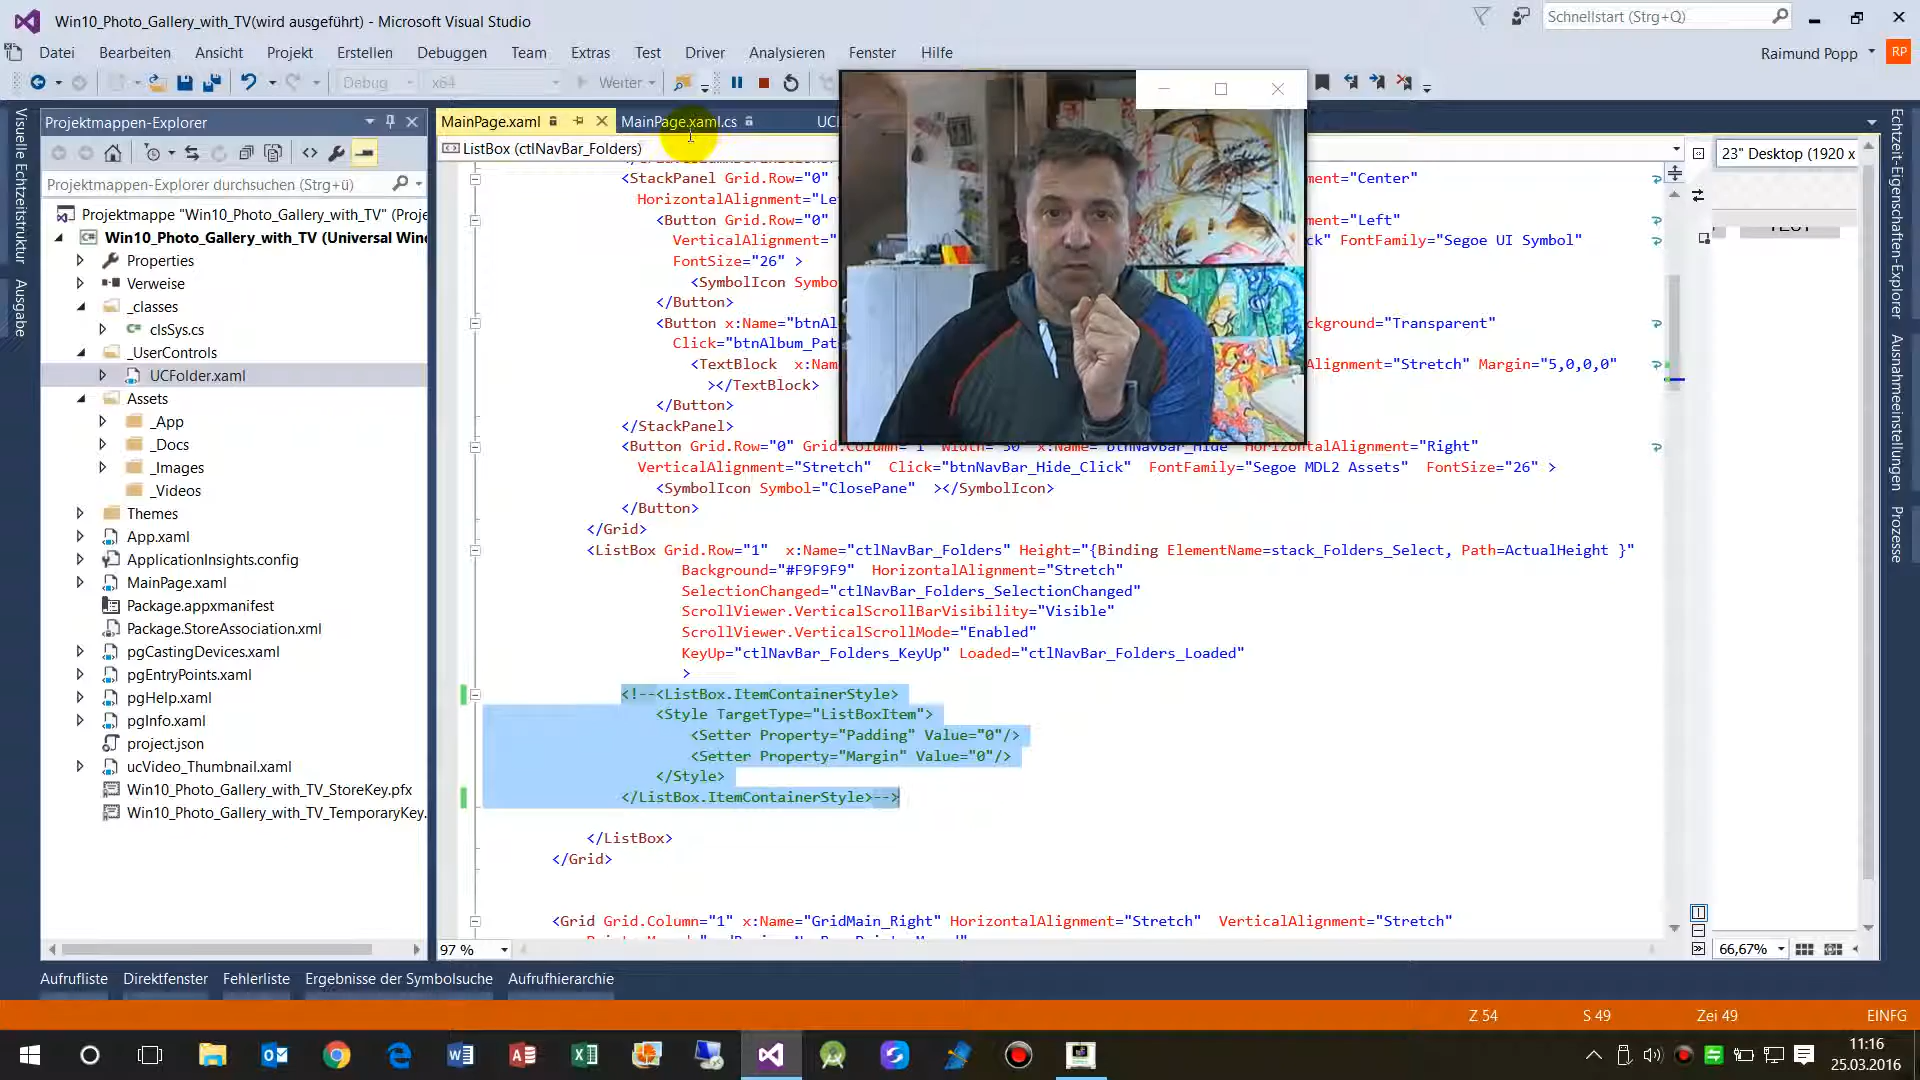 Win10_Photo_Gallery_with_TV(wird ausgeführt) - Microsoft Visual Studio
Schnellstart (Strg+Q)
Datei Bearbeiten Ansicht Projekt Erstellen Debuggen Team Extras Test Driver Analysieren Fenster Hilfe
Raimund Popp RP
Debug x64 Weiter
Projektmappen-Explorer
MainPage.xaml MainPage.xaml.cs
ListBox (ctlNavBar_Folders)
23" Desktop (1920 x
Projektmappen-Explorer durchsuchen (Strg+ü)
Projektmappe "Win10_Photo_Gallery_with_TV" (Proje
Win10_Photo_Gallery_with_TV (Universal Wind
Properties
Verweise
_classes
clsSys.cs
_UserControls
UCFolder.xaml
Assets
_App
_Docs
_Images
_Videos
Themes
App.xaml
ApplicationInsights.config
MainPage.xaml
Package.appxmanifest
Package.StoreAssociation.xml
pgCastingDevices.xaml
pgEntryPoints.xaml
pgHelp.xaml
pgInfo.xaml
project.json
ucVideo_Thumbnail.xaml
Win10_Photo_Gallery_with_TV_StoreKey.pfx
Win10_Photo_Gallery_with_TV_TemporaryKey.
Visuelle Echtzeitstruktur
Ausgabe
<StackPanel Grid.Row="0" ment="Center"
HorizontalAlignment="Le
<Button Grid.Row="0" ment="Left"
VerticalAlignment=" ck" FontFamily="Segoe UI Symbol"
FontSize="26" >
<SymbolIcon Symbo
</Button>
<Button x:Name="btnAl ckground="Transparent"
Click="btnAlbum_Pat
<TextBlock x:Nam Alignment="Stretch" Margin="5,0,0,0"
></TextBlock>
</Button>
</StackPanel>
<Button Grid.Row="0" HorizontalAlignment="Right"
VerticalAlignment="Stretch" Click="btnNavBar_Hide_Click" FontFamily="Segoe MDL2 Assets" FontSize="26" >
<SymbolIcon Symbol="ClosePane" ></SymbolIcon>
</Button>
</Grid>
<ListBox Grid.Row="1" x:Name="ctlNavBar_Folders" Height="{Binding ElementName=stack_Folders_Select, Path=ActualHeight }"
Background="#F9F9F9" HorizontalAlignment="Stretch"
SelectionChanged="ctlNavBar_Folders_SelectionChanged"
ScrollViewer.VerticalScrollBarVisibility="Visible"
ScrollViewer.VerticalScrollMode="Enabled"
KeyUp="ctlNavBar_Folders_KeyUp" Loaded="ctlNavBar_Folders_Loaded"
>
<!--<ListBox.ItemContainerStyle>
<Style TargetType="ListBoxItem">
<Setter Property="Padding" Value="0"/>
<Setter Property="Margin" Value="0"/>
</Style>
</ListBox.ItemContainerStyle>-->
</ListBox>
</Grid>
<Grid Grid.Column="1" x:Name="GridMain_Right" HorizontalAlignment="Stretch" VerticalAlignment="Stretch"
97 %
66,67%
Echtzeit-Eigenschaften-Explorer
Ausnahmeeinstellungen
Prozesse
Aufrufliste Direktfenster Fehlerliste Ergebnisse der Symbolsuche Aufrufhierarchie
Z 54 S 49 Zei 49 EINFG
11:16
25.03.2016